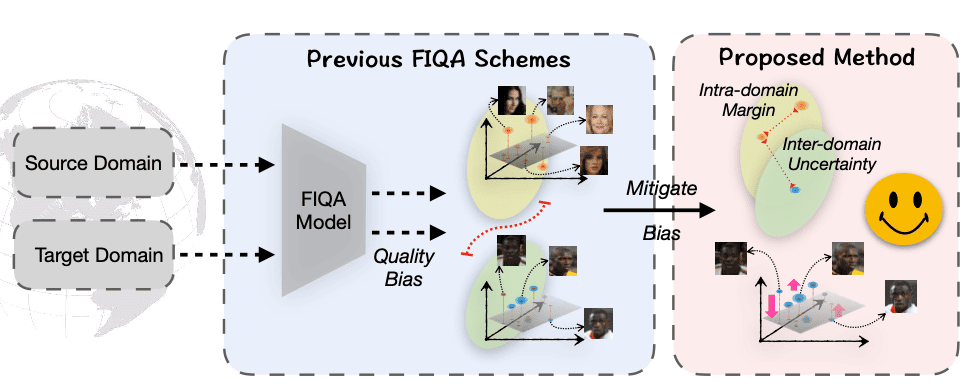 Previous FIQA Schemes
Proposed Method
Source Domain
Target Domain
FIQA
Model
Quality
Bias
Mitigate
Bias
Intra-domain
Margin
Inter-domain
Uncertainty